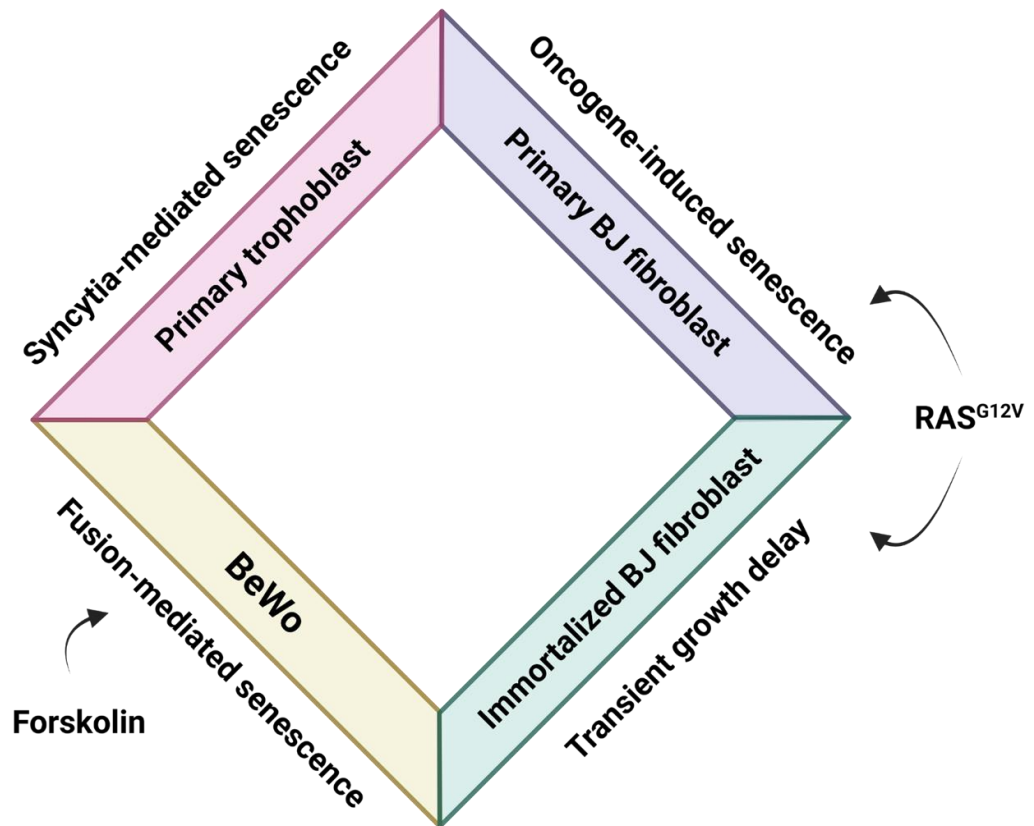 Syncytia-mediated senescence
Primary trophoblast
Oncogene-induced senescence
Primary BJ fibroblast
RASᴳ¹²ⱽ
Fusion-mediated senescence
BeWo
Immortalized BJ fibroblast
Transient growth delay
Forskolin